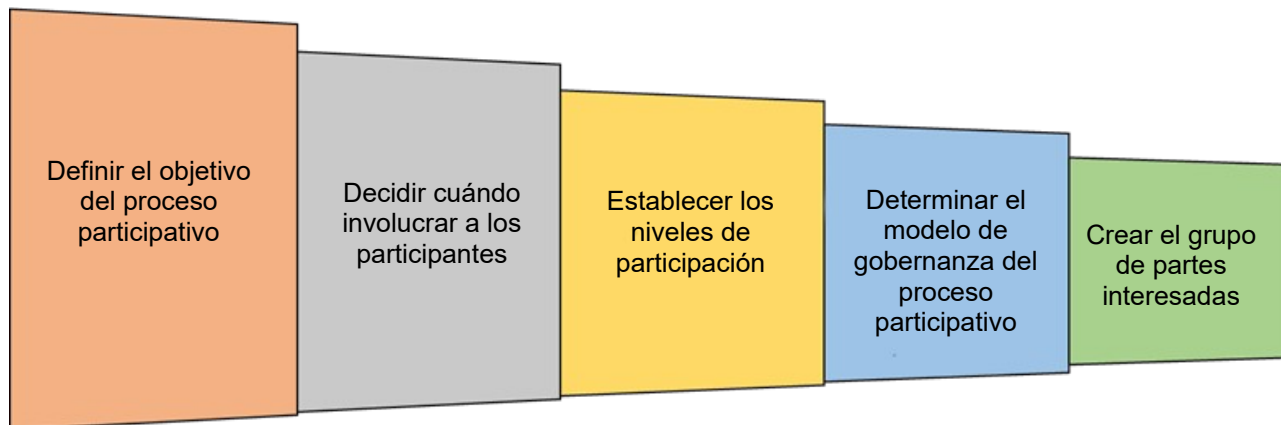 Definir el objetivo
del proceso
participativo
Decidir cuándo
involucrar a los
participantes
Establecer los
niveles de
participación
Determinar el
modelo de
gobernanza del
proceso
participativo
Crear el grupo
de partes
interesadas